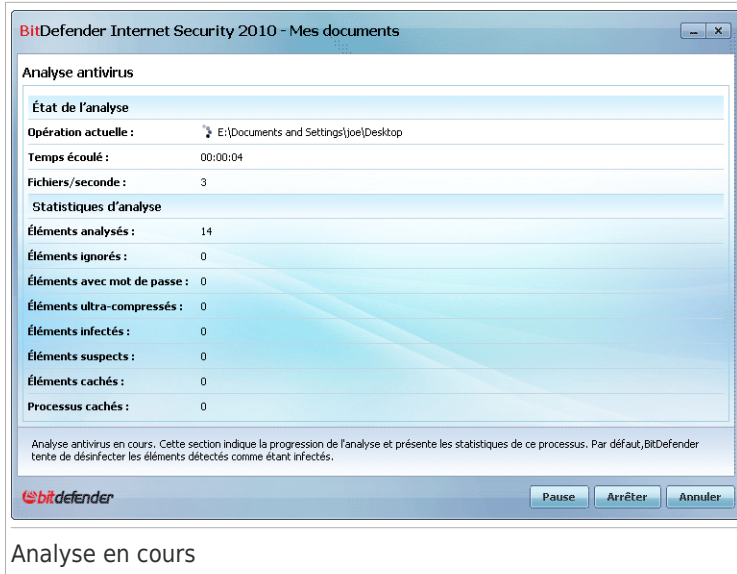 BitDefender Internet Security 2010 - Mes documents
Analyse antivirus
État de l'analyse
Opération actuelle : E:\Documents and Settings\joe\Desktop
Temps écoulé : 00:00:04
Fichiers/seconde : 3
Statistiques d'analyse
Éléments analysés : 14
Éléments ignorés : 0
Éléments avec mot de passe : 0
Éléments ultra-compressés : 0
Éléments infectés : 0
Éléments suspects : 0
Éléments cachés : 0
Processus cachés : 0
Analyse antivirus en cours. Cette section indique la progression de l'analyse et présente les statistiques de ce processus. Par défaut,BitDefender
tente de désinfecter les éléments détectés comme étant infectés.
bitdefender Pause Arrêter Annuler
Analyse en cours